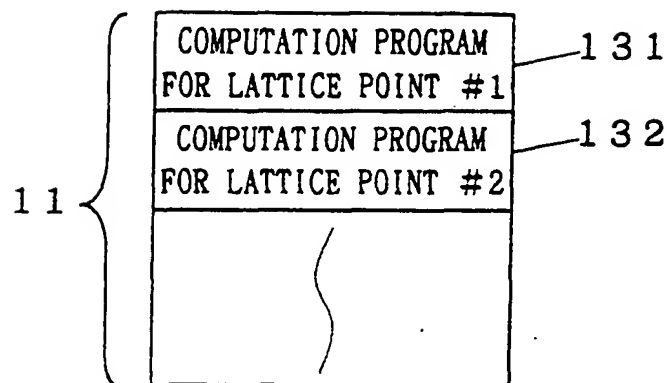 COMPUTATION PROGRAM
FOR LATTICE POINT #1
131
COMPUTATION PROGRAM
FOR LATTICE POINT #2
132
11